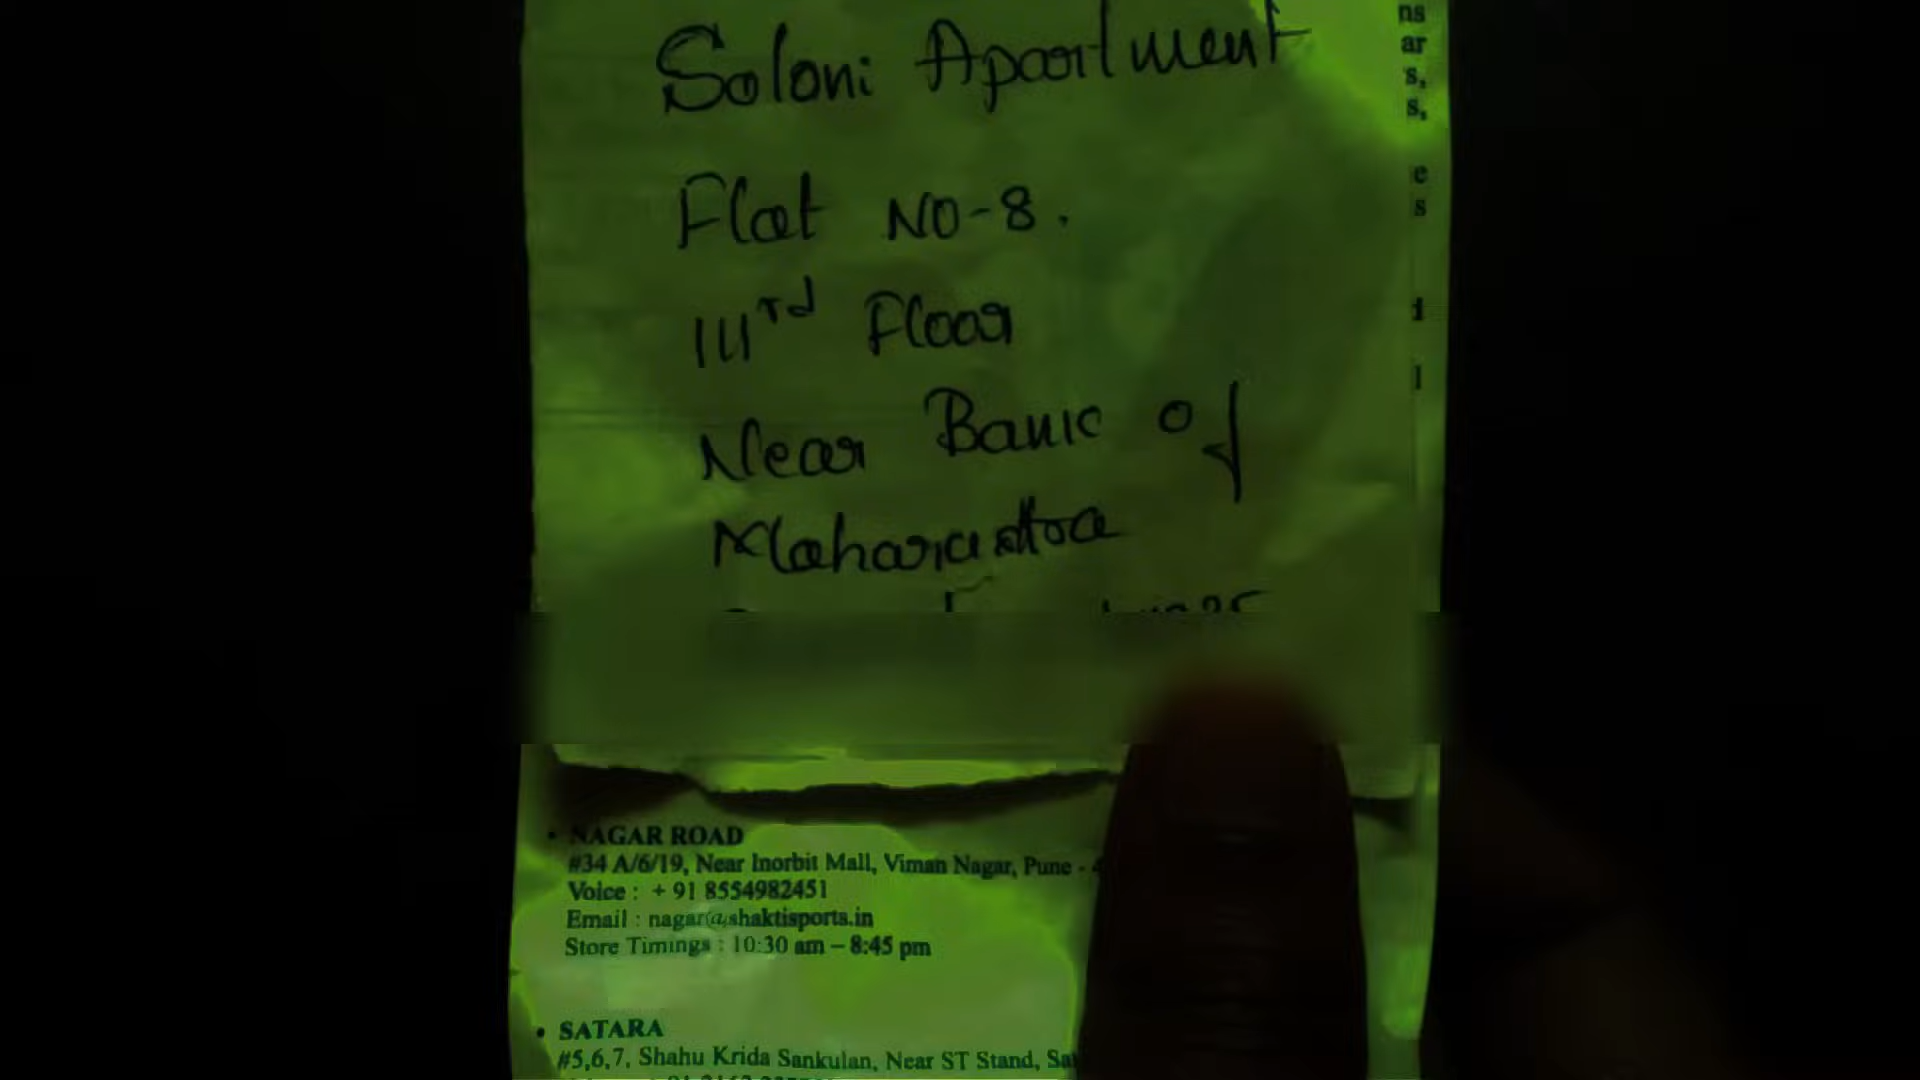 Saloni Apartment
Flat NO-8.
IIIrd Floor
Near Bank of
Maharastra
ns
ar
s,
s,
e
s
• NAGAR ROAD
#34 A/6/19, Near Inorbit Mall, Viman Nagar, Pune -
Voice : + 91 8554982451
Email : nagar@shaktisports.in
Store Timings : 10:30 am – 8:45 pm
• SATARA
#5,6,7, Shahu Krida Sankulan, Near ST Stand,